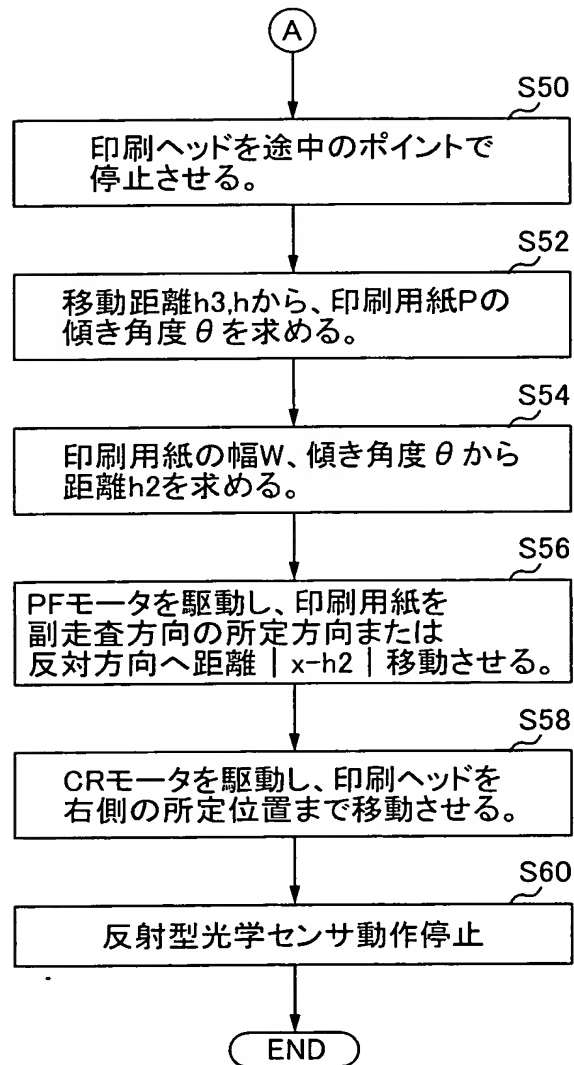 A
S50
印刷ヘッドを途中のポイントで
停止させる。
S52
移動距離h3,hから、印刷用紙Pの
傾き角度θを求める。
S54
印刷用紙の幅W、傾き角度θから
距離h2を求める。
S56
PFモータを駆動し、印刷用紙を
副走査方向の所定方向または
反対方向へ距離｜x-h2｜移動させる。
S58
CRモータを駆動し、印刷ヘッドを
右側の所定位置まで移動させる。
S60
反射型光学センサ動作停止
END